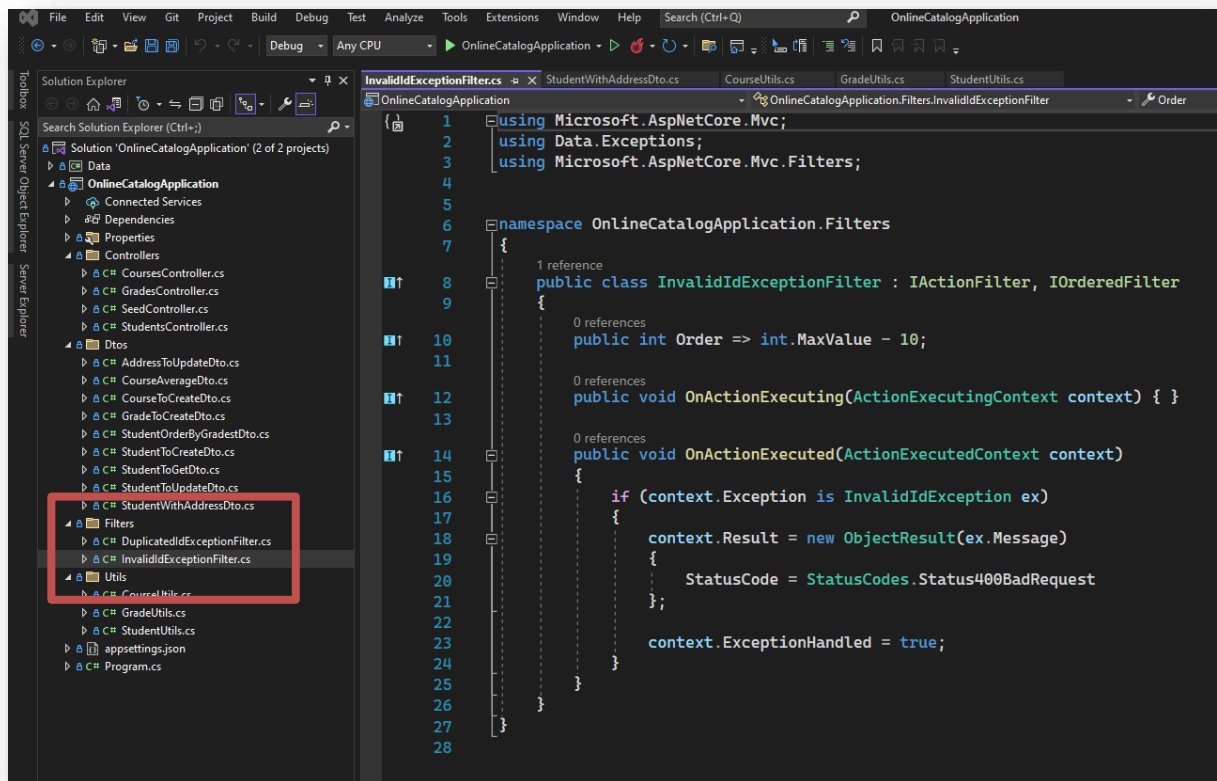 File Edit View Git Project Build Debug Test Analyze Tools Extensions Window Help Search (Ctrl+Q) OnlineCatalogApplication
Debug Any CPU OnlineCatalogApplication
Toolbox
SQL Server Object Explorer
Server Explorer
Solution Explorer
Search Solution Explorer (Ctrl+;)
Solution 'OnlineCatalogApplication' (2 of 2 projects)
C# Data
OnlineCatalogApplication
Connected Services
Dependencies
Properties
Controllers
C# CoursesController.cs
C# GradesController.cs
C# SeedController.cs
C# StudentsController.cs
Dtos
C# AddressToUpdateDto.cs
C# CourseAverageDto.cs
C# CourseToCreateDto.cs
C# GradeToCreateDto.cs
C# StudentOrderByGradestDto.cs
C# StudentToCreateDto.cs
C# StudentToGetDto.cs
C# StudentToUpdateDto.cs
C# StudentWithAddressDto.cs
Filters
C# DuplicatedIdExceptionFilter.cs
C# InvalidIdExceptionFilter.cs
Utils
C# CourseUtils.cs
C# GradeUtils.cs
C# StudentUtils.cs
appsettings.json
C# Program.cs
InvalidIdExceptionFilter.cs StudentWithAddressDto.cs CourseUtils.cs GradeUtils.cs StudentUtils.cs
OnlineCatalogApplication OnlineCatalogApplication.Filters.InvalidIdExceptionFilter Order
1 using Microsoft.AspNetCore.Mvc;
2 using Data.Exceptions;
3 using Microsoft.AspNetCore.Mvc.Filters;
4
5
6 namespace OnlineCatalogApplication.Filters
7 {
1 reference
8 public class InvalidIdExceptionFilter : IActionFilter, IOrderedFilter
9 {
0 references
10 public int Order => int.MaxValue - 10;
11
0 references
12 public void OnActionExecuting(ActionExecutingContext context) { }
13
0 references
14 public void OnActionExecuted(ActionExecutedContext context)
15 {
16 if (context.Exception is InvalidIdException ex)
17 {
18 context.Result = new ObjectResult(ex.Message)
19 {
20 StatusCode = StatusCodes.Status400BadRequest
21 };
22
23 context.ExceptionHandled = true;
24 }
25 }
26 }
27 }
28